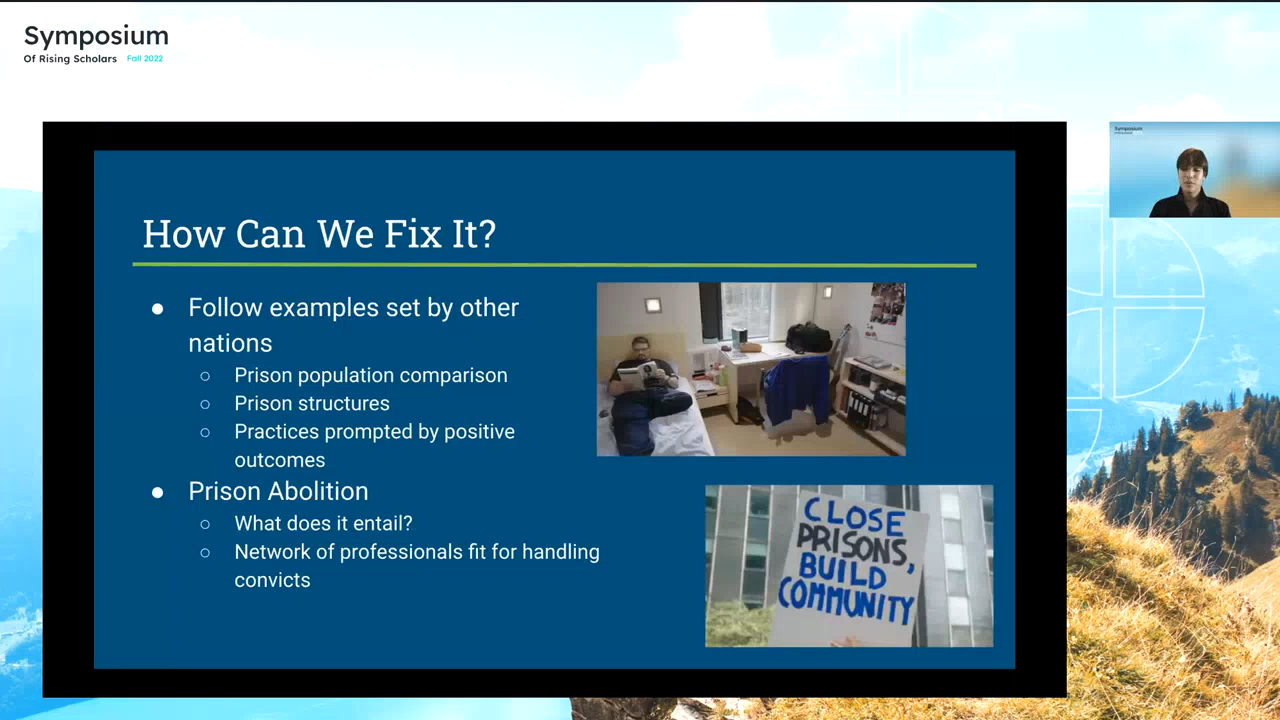 Symposium
Of Rising Scholars Fall 2022
Symposium
How Can We Fix It?
● Follow examples set by other
nations
○ Prison population comparison
○ Prison structures
○ Practices prompted by positive
outcomes
● Prison Abolition
○ What does it entail?
○ Network of professionals fit for handling
convicts
CLOSE
PRISONS,
BUILD
COMMUNITY